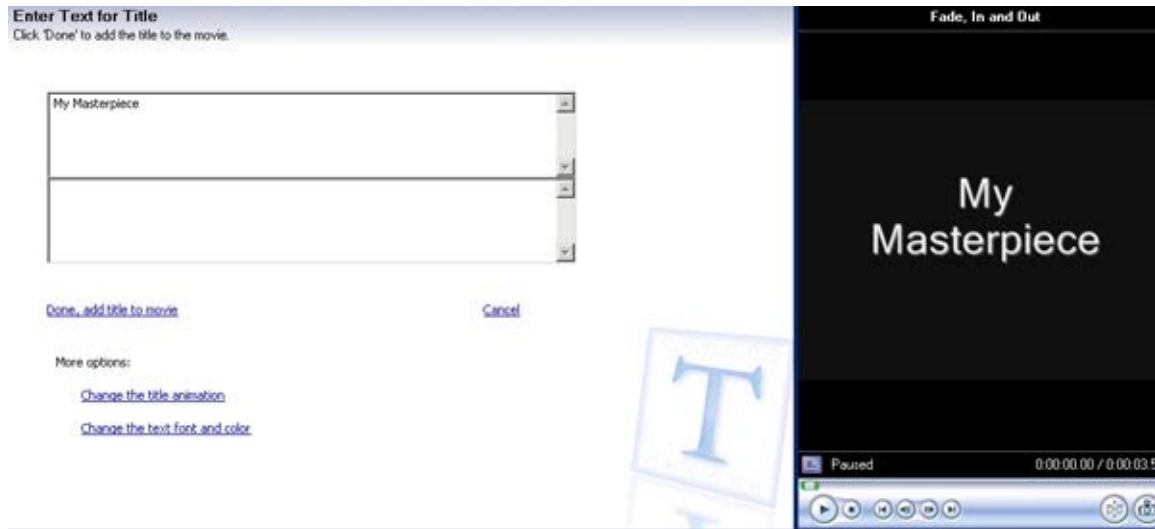 Enter Text for Title
Click 'Done' to add the title to the movie.
My Masterpiece
Done, add title to movie
Cancel
More options:
Change the title animation
Change the text font and color
T
Fade, In and Out
My
Masterpiece
Paused
0:00:00.00 / 0:00:03.5